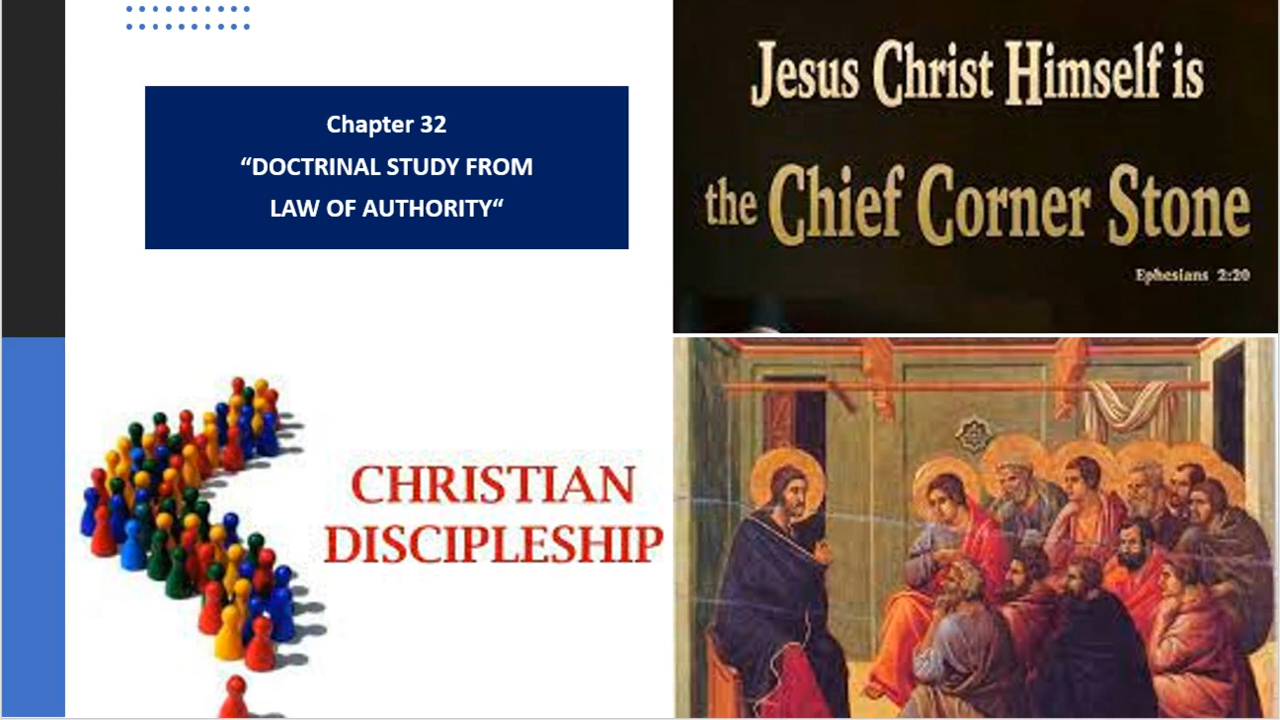 Chapter 32
“DOCTRINAL STUDY FROM
LAW OF AUTHORITY“
Jesus Christ Himself is
the Chief Corner Stone
Ephesians 2:20
CHRISTIAN
DISCIPLESHIP